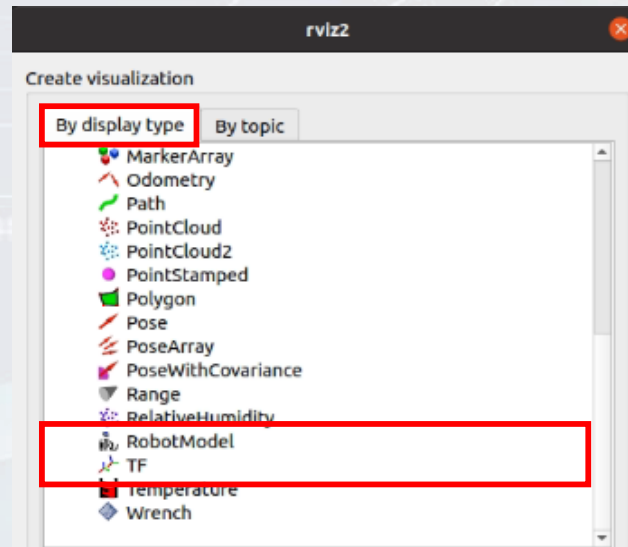 rviz2
Create visualization
By display type
By topic
MarkerArray
Odometry
Path
PointCloud
PointCloud2
PointStamped
Polygon
Pose
PoseArray
PoseWithCovariance
Range
RelativeHumidity
RobotModel
TF
Temperature
Wrench